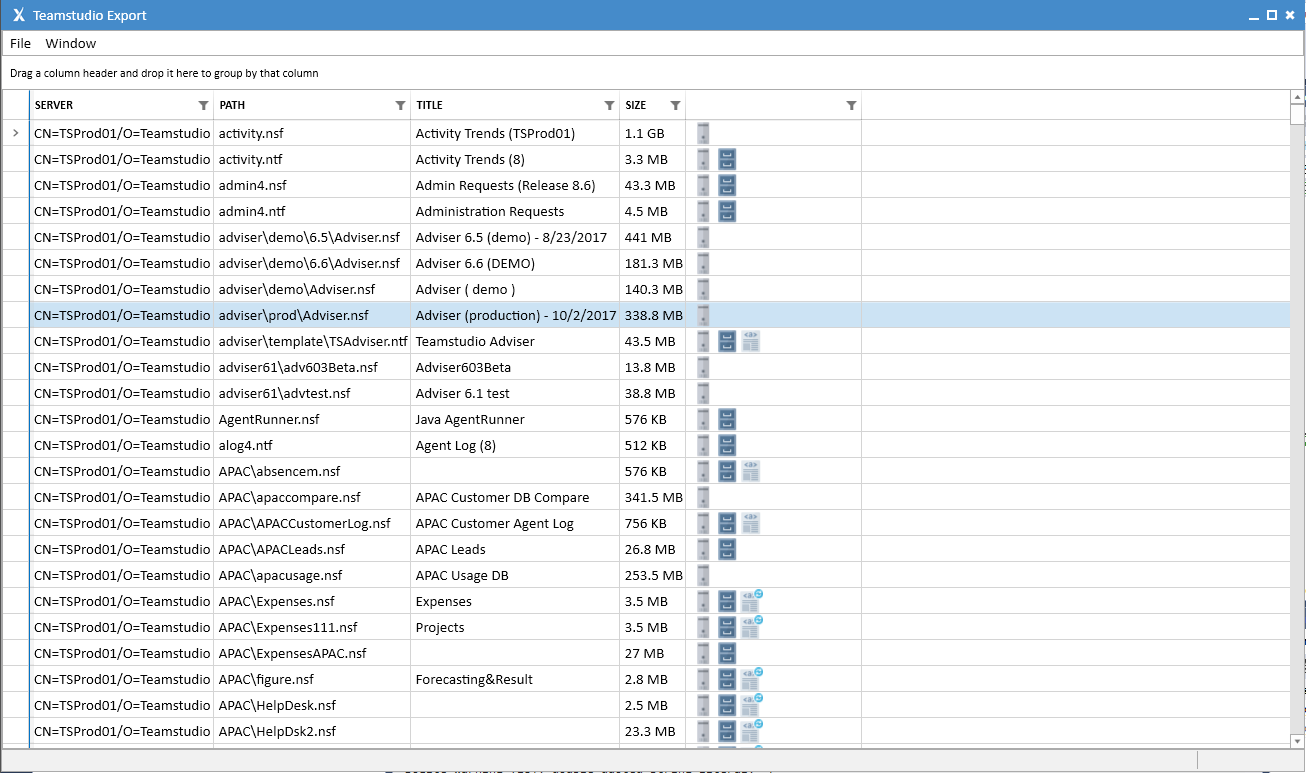 Teamstudio Export
File Window
Drag a column header and drop it here to group by that column
SERVER PATH TITLE SIZE
CN=TSProd01/O=Teamstudio activity.nsf Activity Trends (TSProd01) 1.1 GB
CN=TSProd01/O=Teamstudio activity.ntf Activity Trends (8) 3.3 MB
CN=TSProd01/O=Teamstudio admin4.nsf Admin Requests (Release 8.6) 43.3 MB
CN=TSProd01/O=Teamstudio admin4.ntf Administration Requests 4.5 MB
CN=TSProd01/O=Teamstudio adviser\demo\6.5\Adviser.nsf Adviser 6.5 (demo) - 8/23/2017 441 MB
CN=TSProd01/O=Teamstudio adviser\demo\6.6\Adviser.nsf Adviser 6.6 (DEMO) 181.3 MB
CN=TSProd01/O=Teamstudio adviser\demo\Adviser.nsf Adviser ( demo ) 140.3 MB
CN=TSProd01/O=Teamstudio adviser\prod\Adviser.nsf Adviser (production) - 10/2/2017 338.8 MB
CN=TSProd01/O=Teamstudio adviser\template\TSAdviser.ntf Teamstudio Adviser 43.5 MB
CN=TSProd01/O=Teamstudio adviser61\adv603Beta.nsf Adviser603Beta 13.8 MB
CN=TSProd01/O=Teamstudio adviser61\advtest.nsf Adviser 6.1 test 38.8 MB
CN=TSProd01/O=Teamstudio AgentRunner.nsf Java AgentRunner 576 KB
CN=TSProd01/O=Teamstudio alog4.ntf Agent Log (8) 512 KB
CN=TSProd01/O=Teamstudio APAC\absencem.nsf 576 KB
CN=TSProd01/O=Teamstudio APAC\apaccompare.nsf APAC Customer DB Compare 341.5 MB
CN=TSProd01/O=Teamstudio APAC\APACCustomerLog.nsf APAC Customer Agent Log 756 KB
CN=TSProd01/O=Teamstudio APAC\APACLeads.nsf APAC Leads 26.8 MB
CN=TSProd01/O=Teamstudio APAC\apacusage.nsf APAC Usage DB 253.5 MB
CN=TSProd01/O=Teamstudio APAC\Expenses.nsf Expenses 3.5 MB
CN=TSProd01/O=Teamstudio APAC\Expenses111.nsf Projects 3.5 MB
CN=TSProd01/O=Teamstudio APAC\ExpensesAPAC.nsf 27 MB
CN=TSProd01/O=Teamstudio APAC\figure.nsf Forecasting&Result 2.8 MB
CN=TSProd01/O=Teamstudio APAC\HelpDesk.nsf 2.5 MB
CN=TSProd01/O=Teamstudio APAC\HelpDsk2.nsf 23.3 MB